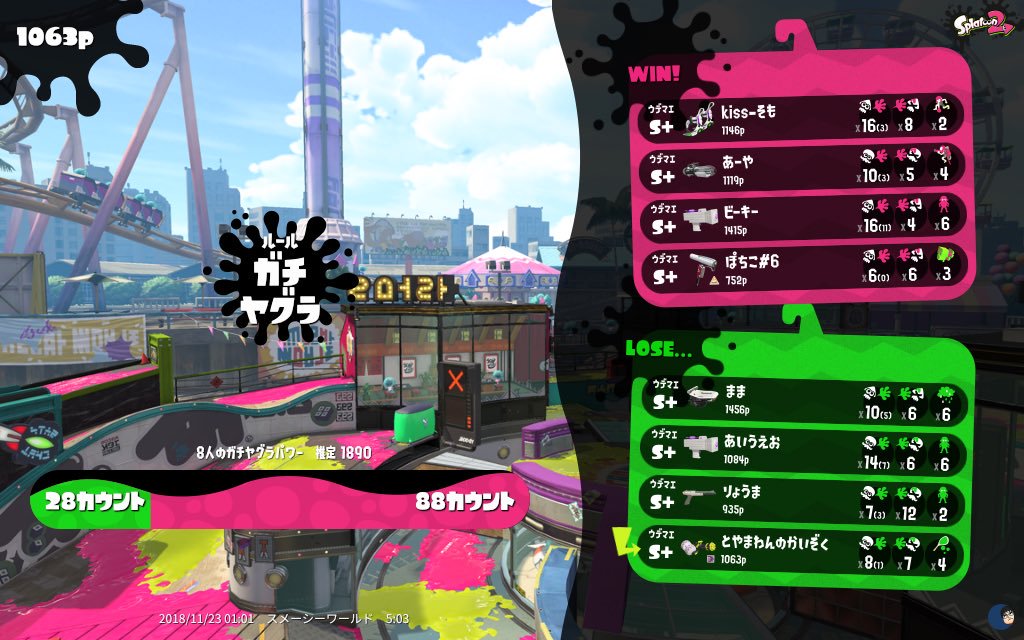 1063p
Splatoon 2
ルール
ガチ
ヤグラ
8人のガチヤグラパワー 推定 1890
28カウント
88カウント
2018/11/23 01:01 スメーシーワールド 5:03
WIN!
ウデマエ
S+
kissーそも
1146p
x16(3) x8 x2
ウデマエ
S+
あーや
1119p
x10(3) x5 x4
ウデマエ
S+
ビーキー
1415p
x16(11) x4 x6
ウデマエ
S+
ぽちこ#6
752p
x6(0) x6 x3
LOSE...
ウデマエ
S+
まま
1456p
x10(5) x6 x6
ウデマエ
S+
あいうえお
1084p
x14(7) x6 x6
ウデマエ
S+
りょうま
935p
x7(3) x12 x2
ウデマエ
S+
とやまわんのかいぞく
1063p
x8(1) x7 x4